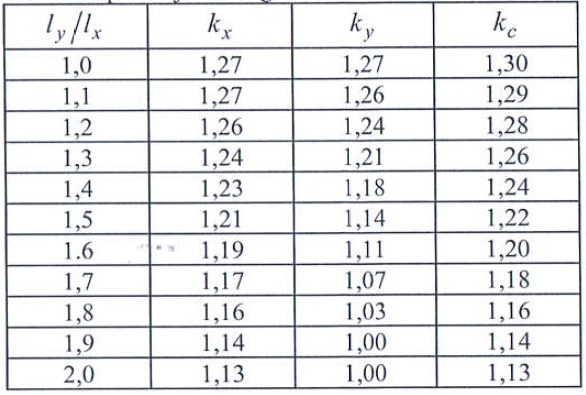 l_y/l_x k_x k_y k_c
1,0 1,27 1,27 1,30
1,1 1,27 1,26 1,29
1,2 1,26 1,24 1,28
1,3 1,24 1,21 1,26
1,4 1,23 1,18 1,24
1,5 1,21 1,14 1,22
1.6 1,19 1,11 1,20
1,7 1,17 1,07 1,18
1,8 1,16 1,03 1,16
1,9 1,14 1,00 1,14
2,0 1,13 1,00 1,13